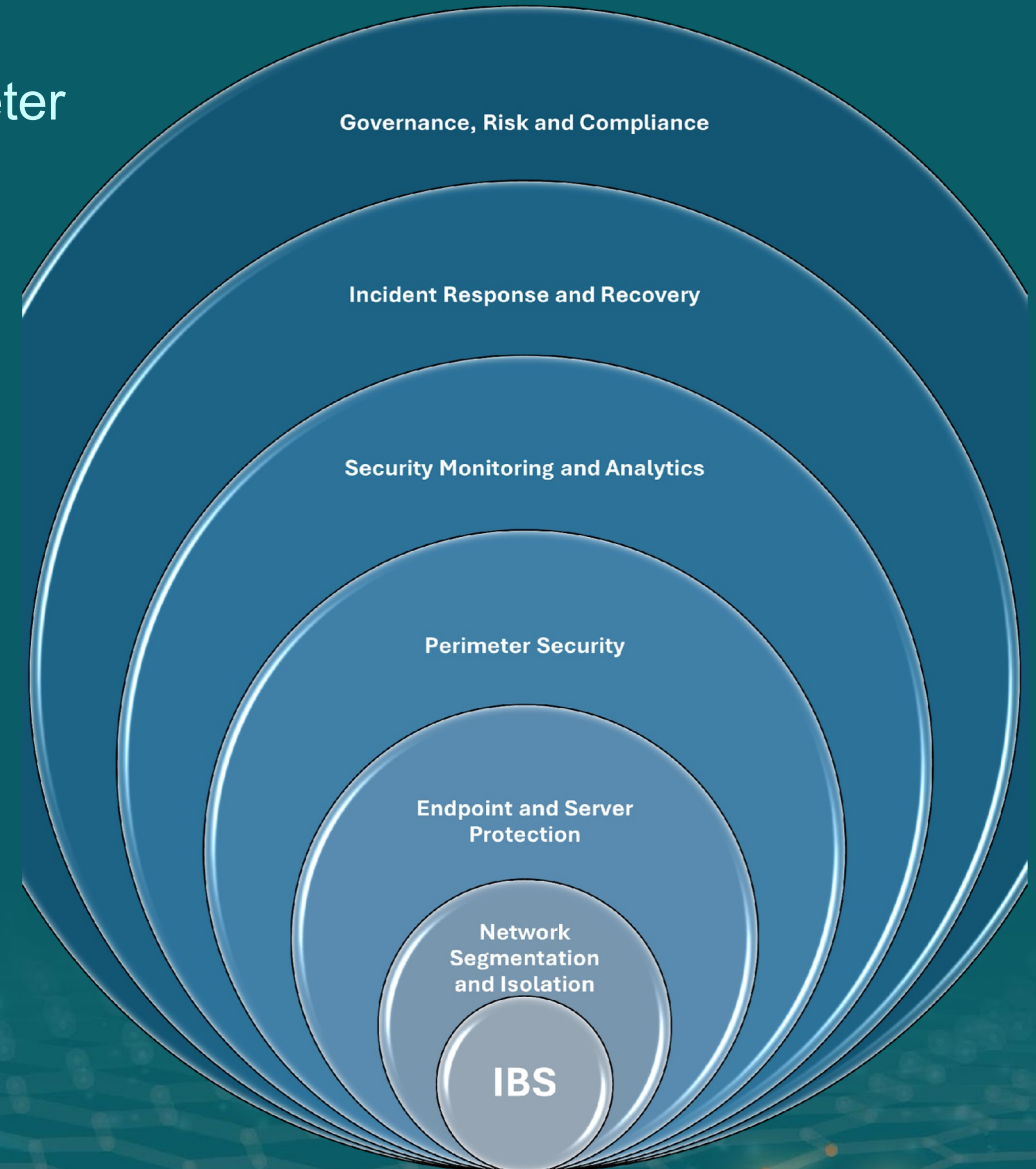 Governance, Risk and Compliance
Incident Response and Recovery
Security Monitoring and Analytics
Perimeter Security
Endpoint and Server
Protection
Network
Segmentation
and Isolation
IBS